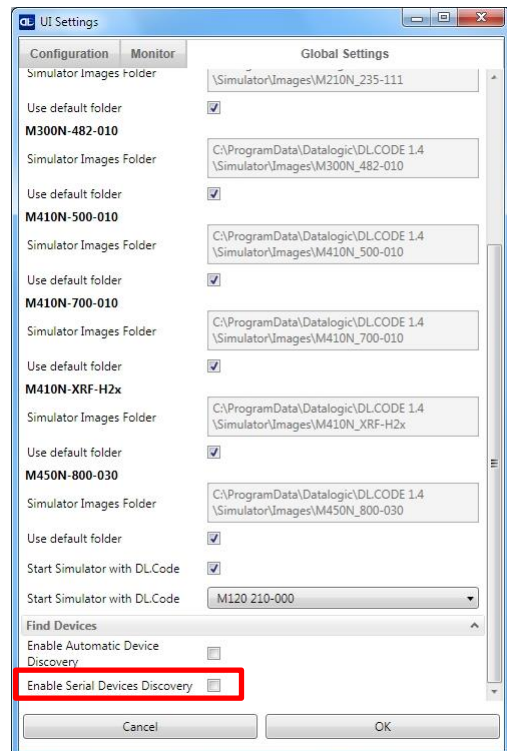 DL UI Settings
Configuration Monitor Global Settings
Simulator Images Folder
\Simulator\Images\M210N_235-111
Use default folder
M300N-482-010
Simulator Images Folder
C:\ProgramData\Datalogic\DL.CODE 1.4
\Simulator\Images\M300N_482-010
Use default folder
M410N-500-010
Simulator Images Folder
C:\ProgramData\Datalogic\DL.CODE 1.4
\Simulator\Images\M410N_500-010
Use default folder
M410N-700-010
Simulator Images Folder
C:\ProgramData\Datalogic\DL.CODE 1.4
\Simulator\Images\M410N_700-010
Use default folder
M410N-XRF-H2x
Simulator Images Folder
C:\ProgramData\Datalogic\DL.CODE 1.4
\Simulator\Images\M410N_XRF-H2x
Use default folder
M450N-800-030
Simulator Images Folder
C:\ProgramData\Datalogic\DL.CODE 1.4
\Simulator\Images\M450N_800-030
Use default folder
Start Simulator with DL.Code
Start Simulator with DL.Code M120 210-000
Find Devices
Enable Automatic Device
Discovery
Enable Serial Devices Discovery
Cancel OK